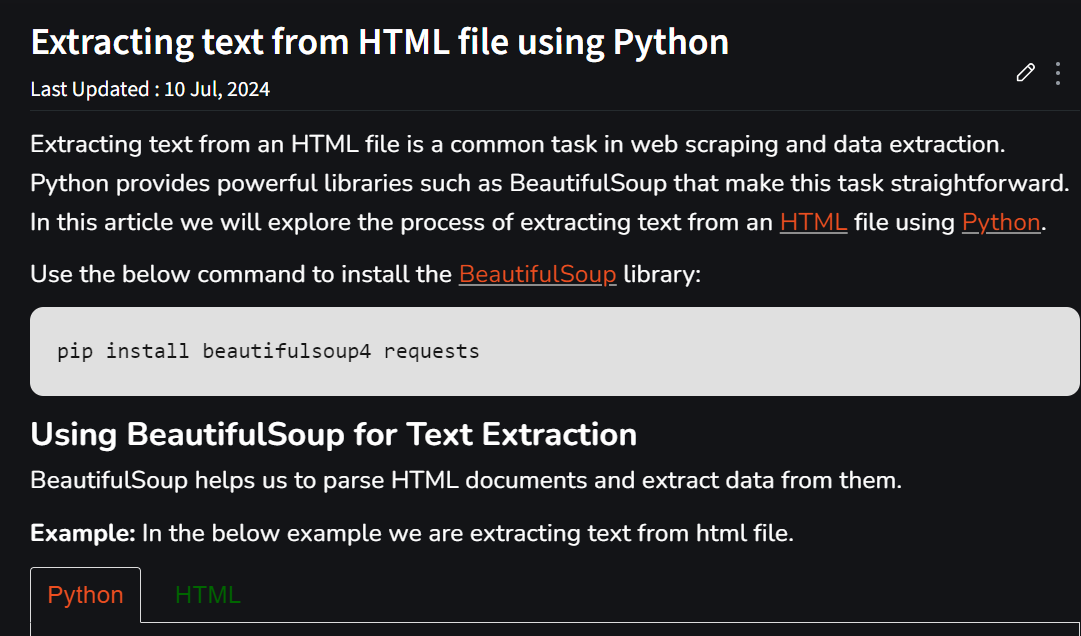 Extracting text from HTML file using Python
Last Updated : 10 Jul, 2024
Extracting text from an HTML file is a common task in web scraping and data extraction.
Python provides powerful libraries such as BeautifulSoup that make this task straightforward.
In this article we will explore the process of extracting text from an HTML file using Python.
Use the below command to install the BeautifulSoup library:
pip install beautifulsoup4 requests
Using BeautifulSoup for Text Extraction
BeautifulSoup helps us to parse HTML documents and extract data from them.
Example: In the below example we are extracting text from html file.
Python HTML